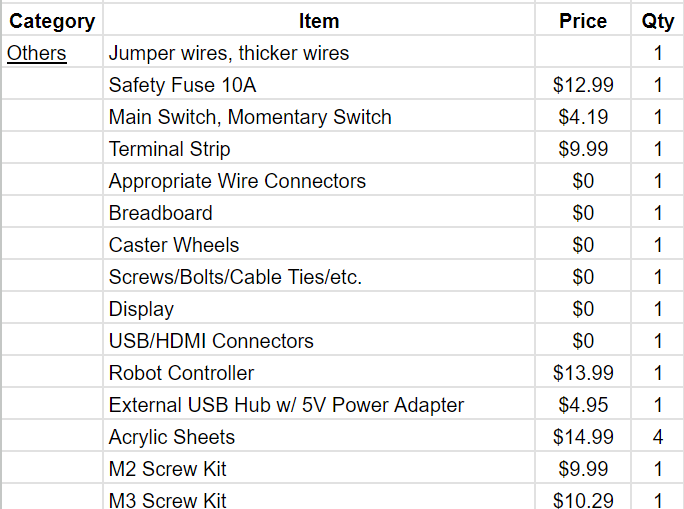 Category Item Price Qty
Others Jumper wires, thicker wires 1
Safety Fuse 10A $12.99 1
Main Switch, Momentary Switch $4.19 1
Terminal Strip $9.99 1
Appropriate Wire Connectors $0 1
Breadboard $0 1
Caster Wheels $0 1
Screws/Bolts/Cable Ties/etc. $0 1
Display $0 1
USB/HDMI Connectors $0 1
Robot Controller $13.99 1
External USB Hub w/ 5V Power Adapter $4.95 1
Acrylic Sheets $14.99 4
M2 Screw Kit $9.99 1
M3 Screw Kit $10.29 1